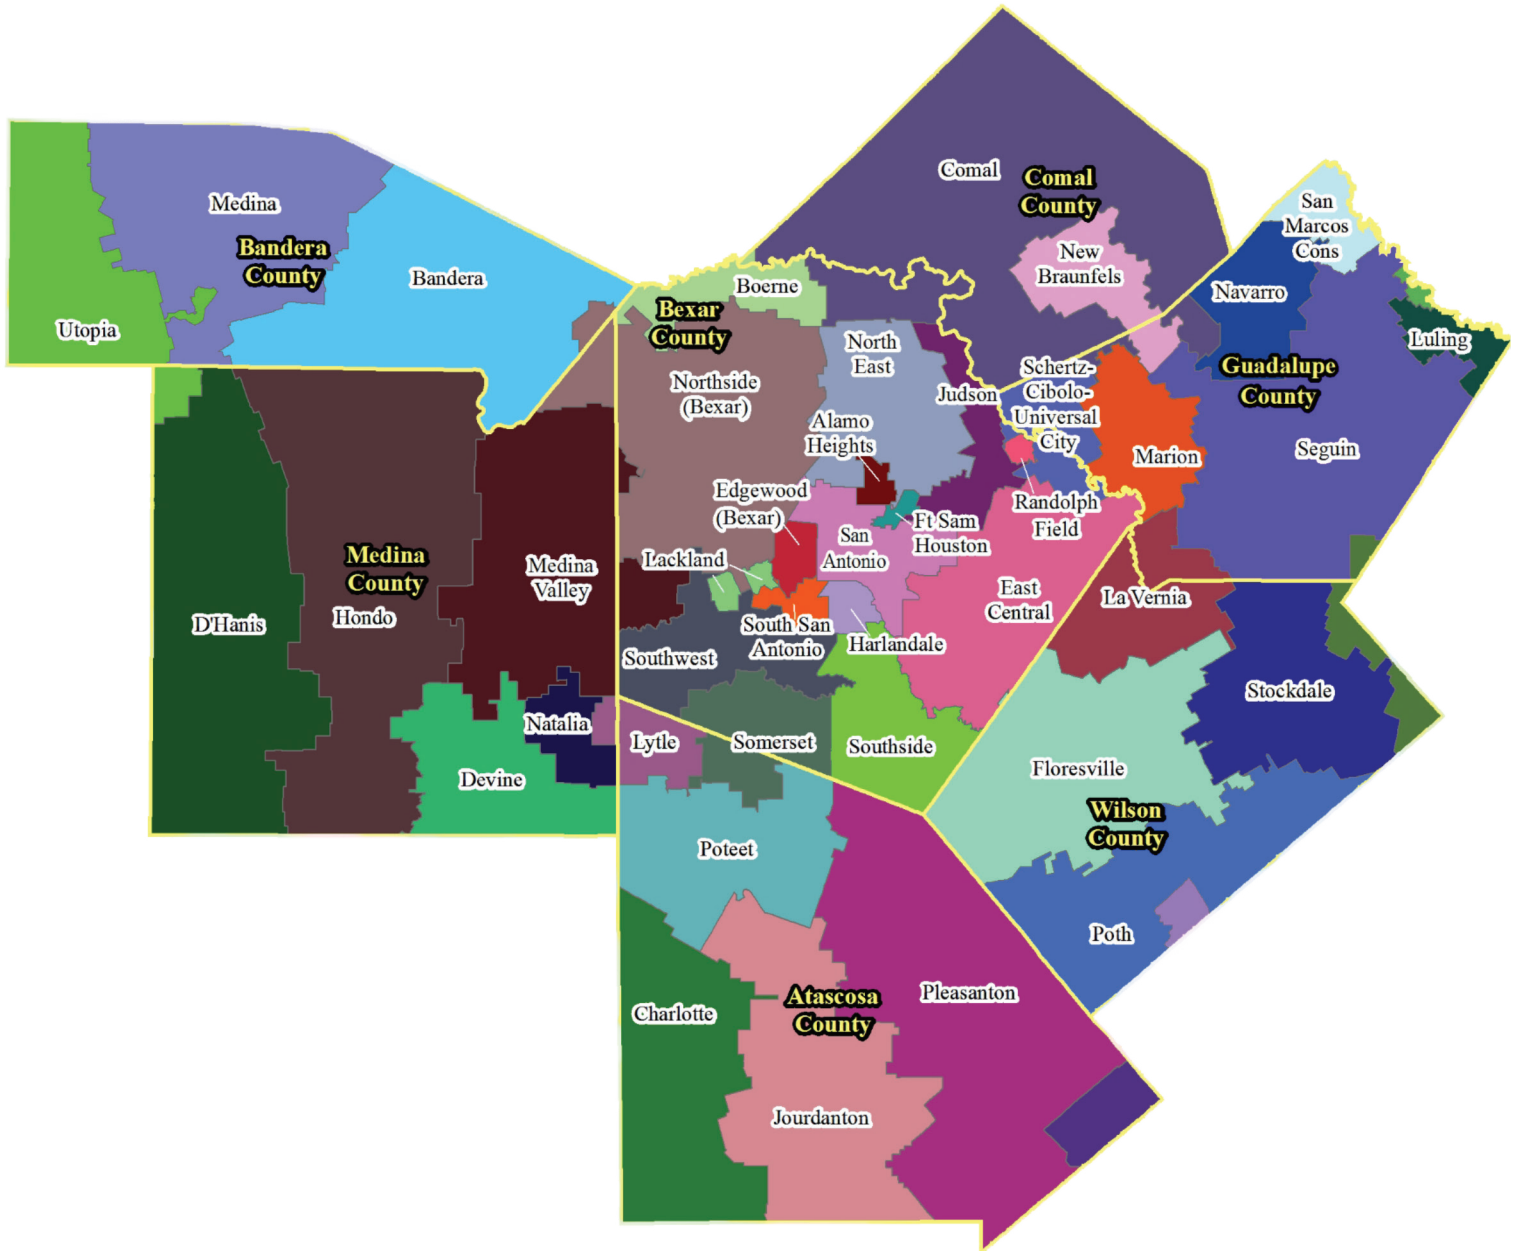 Comal
Comal
County
San
Marcos
Cons
Medina
Bandera
County
Bandera
Utopia
New
Braunfels
Navarro
Boerne
Bexar
County
Luling
North
East
Guadalupe
County
Schertz-
Cibolo-
Universal
City
Judson
Northside
(Bexar)
Alamo
Heights
Marion
Seguin
Edgewood
(Bexar)
Randolph
Field
Ft Sam
Houston
San
Antonio
Lackland
Medina
County
Medina
Valley
D'Hanis
Hondo
East
Central
La Vernia
South San
Antonio
Harlandale
Southwest
Stockdale
Natalia
Lytle
Somerset
Southside
Devine
Floresville
Wilson
County
Poteet
Poth
Pleasanton
Atascosa
County
Charlotte
Jourdanton